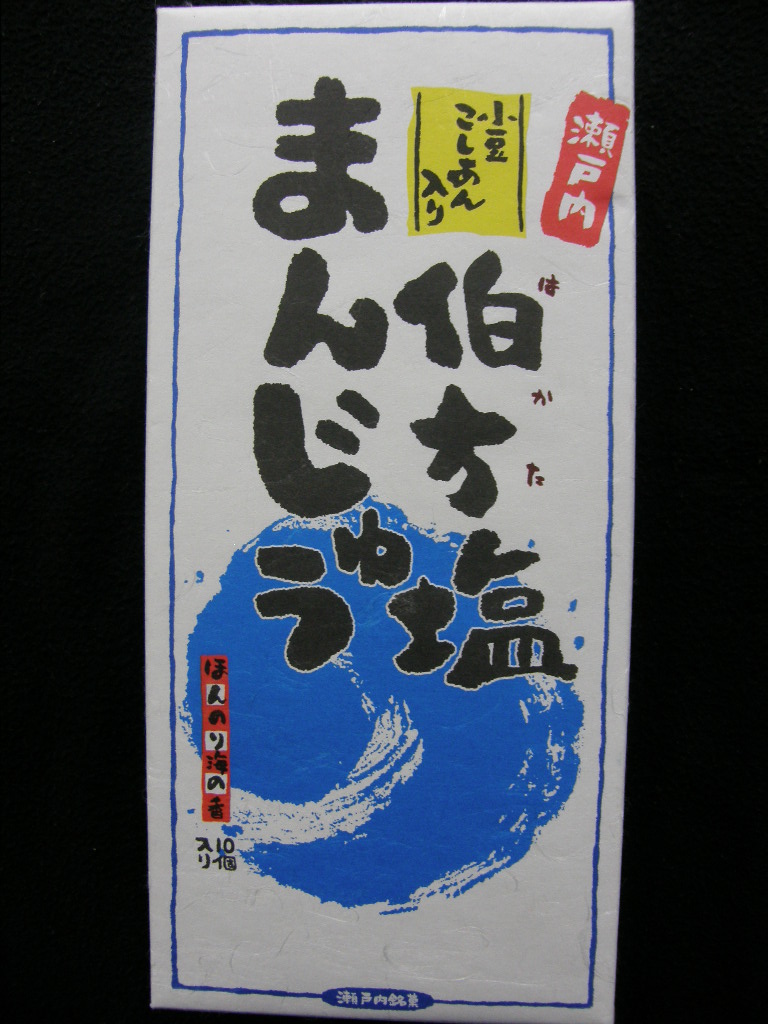 瀬戸内
小豆
こしあん
入り
伯方塩
はかた
まんじゅう
ほんのり海の香
10個
入り
瀬戸内銘菓